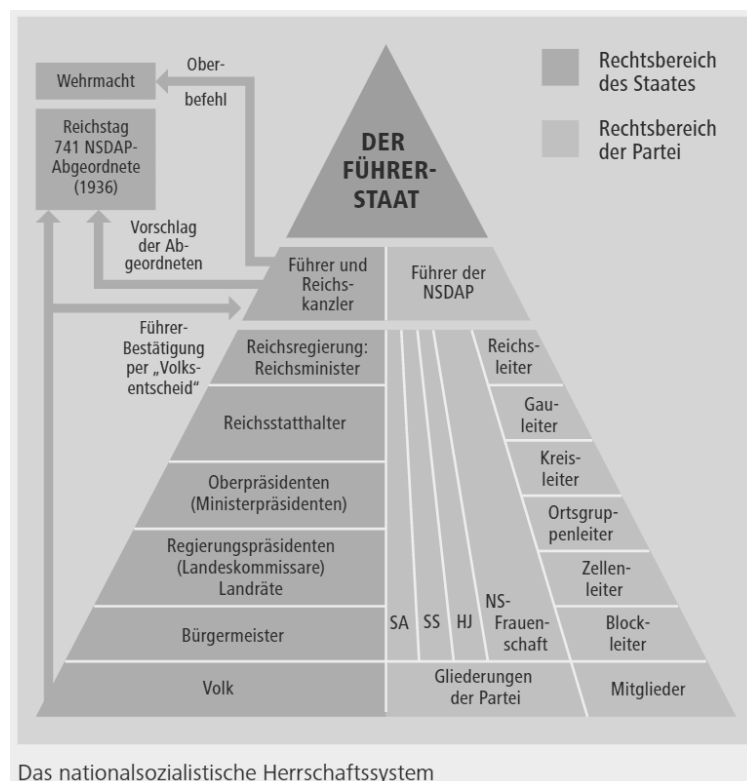 Wehrmacht
Ober-
befehl
Reichstag
741 NSDAP-
Abgeordnete
(1936)
Vorschlag
der Ab-
geordneten
Führer-
Bestätigung
per „Volks-
entscheid“
DER
FÜHRER-
STAAT
Rechtsbereich
des Staates
Rechtsbereich
der Partei
Führer und
Reichs-
kanzler
Führer der
NSDAP
Reichsregierung:
Reichsminister
Reichsstatthalter
Oberpräsidenten
(Ministerpräsidenten)
Regierungspräsidenten
(Landeskommissare)
Landräte
Bürgermeister
Volk
SA
SS
HJ
NS-
Frauen-
schaft
Gliederungen
der Partei
Reichs-
leiter
Gau-
leiter
Kreis-
leiter
Ortsgrup-
penleiter
Zellen-
leiter
Block-
leiter
Mitglieder
Das nationalsozialistische Herrschaftssystem